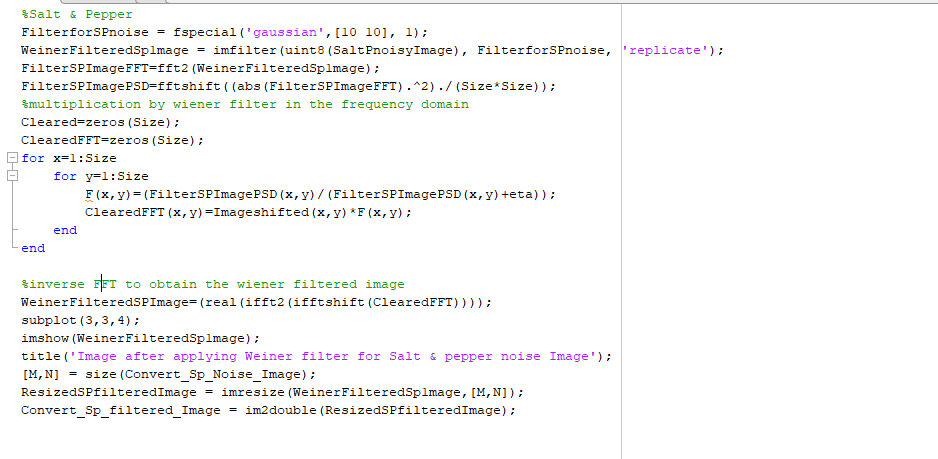 %Salt & Pepper
FilterforSPnoise = fspecial('gaussian',[10 10], 1);
WeinerFilteredSplmage = imfilter(uint8(SaltPnoisyImage), FilterforSPnoise, 'replicate');
FilterSPImageFFT=fft2(WeinerFilteredSplmage);
FilterSPImagePSD=fftshift((abs(FilterSPImageFFT).^2)./(Size*Size));
%multiplication by wiener filter in the frequency domain
Cleared=zeros(Size);
ClearedFFT=zeros(Size);
for x=1:Size
for y=1:Size
F(x,y)=(FilterSPImagePSD(x,y)/(FilterSPImagePSD(x,y)+eta));
ClearedFFT(x,y)=Imageshifted(x,y)*F(x,y);
end
end
%inverse FFT to obtain the wiener filtered image
WeinerFilteredSPImage=(real(ifft2(ifftshift(ClearedFFT))));
subplot(3,3,4);
imshow(WeinerFilteredSplmage);
title('Image after applying Weiner filter for Salt & pepper noise Image');
[M,N] = size(Convert_Sp_Noise_Image);
ResizedSPfilteredImage = imresize(WeinerFilteredSplmage,[M,N]);
Convert_Sp_filtered_Image = im2double(ResizedSPfilteredImage);